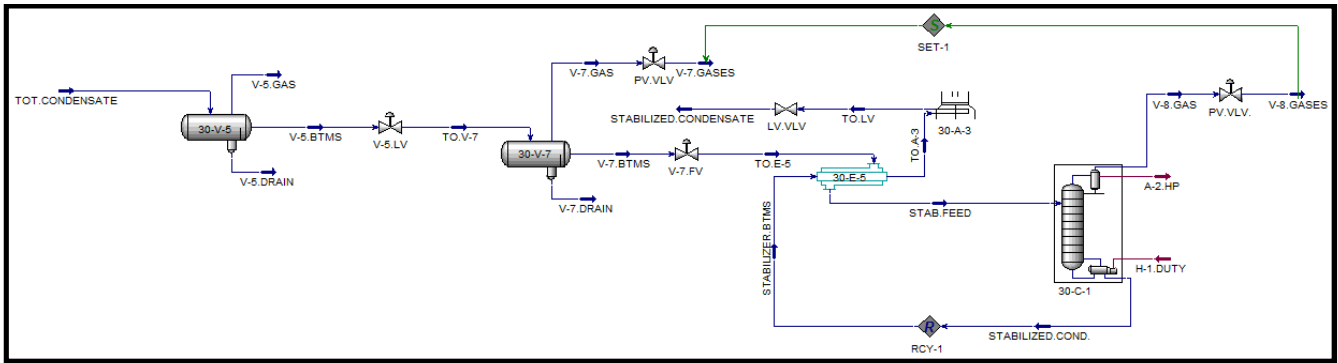 S
SET-1
V-7.GAS
PV.VLV
V-7.GASES
V-5.GAS
TOT.CONDENSATE
30-V-5
V-5.BTMS
V-5.LV
TO.V-7
V-5.DRAIN
STABILIZED.CONDENSATE
LV.VLV
TO.LV
30-A-3
V-8.GAS
PV.VLV.
V-8.GASES
30-V-7
V-7.BTMS
V-7.FV
TO.E-5
30-E-5
TO.A-3
V-7.DRAIN
STAB.FEED
A-2.HP
H-1.DUTY
30-C-1
STABILIZER.BTMS
R
RCY-1
STABILIZED.COND.